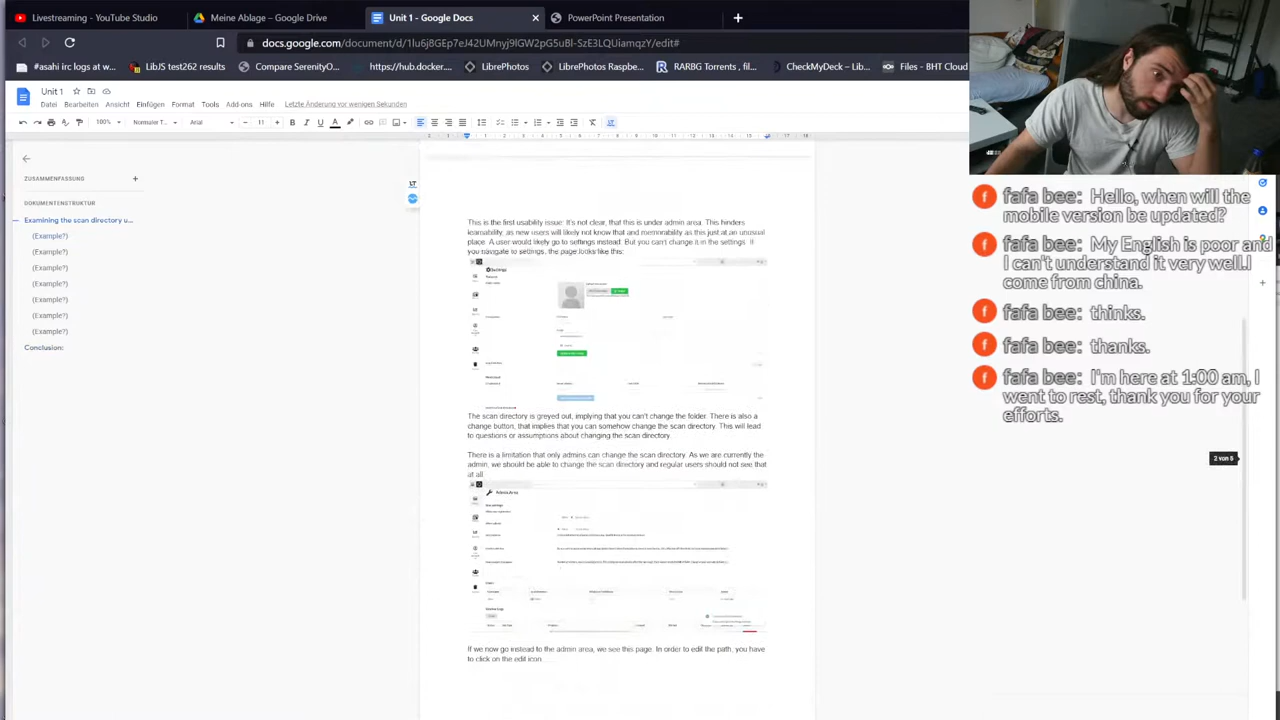 Livestreaming - YouTube Studio
Meine Ablage – Google Drive
Unit 1 - Google Docs
PowerPoint Presentation
docs.google.com/document/d/1lu6j8GEp7eJ42UMnyj9lGW2pG5uBl-SzE3LQUiamqzY/edit#
#asahi irc logs at w...
LibJS test262 results
Compare SerenityO...
https://hub.docker...
LibrePhotos
LibrePhotos Raspbe...
RARBG Torrents , fil...
CheckMyDeck – Lib...
Files - BHT Cloud
Unit 1
Datei Bearbeiten Ansicht Einfügen Format Tools Add-ons Hilfe Letzte Änderung vor wenigen Sekunden
100% Normaler T... Arial 11
ZUSAMMENFASSUNG
DOKUMENTENSTRUKTUR
Examining the scan directory u...
(Example?)
(Example?)
(Example?)
(Example?)
(Example?)
(Example?)
(Example?)
Conclusion:
This is the first usability issue: It's not clear, that this is under admin area. This hinders
learnability, as new users will likely not know that and memorability as this just at an unusual
place. A user would likely go to settings instead. But you can't change it in the settings. If
you navigate to settings, the page looks like this:
Settings
The scan directory is greyed out, implying that you can't change the folder. There is also a
change button, that implies that you can somehow change the scan directory. This will lead
to questions or assumptions about changing the scan directory.
There is a limitation that only admins can change the scan directory. As we are currently the
admin, we should be able to change the scan directory and regular users should not see that
at all.
Admin Area
If we now go instead to the admin area, we see this page. In order to edit the path, you have
to click on the edit icon.
2 von 6
fafa bee: Hello, when will the
mobile version be updated?
fafa bee: My English is poor and
I can't understand it very well.I
come from china.
fafa bee: thinks.
fafa bee: thanks.
fafa bee: I'm here at 1:00 am, I
went to rest, thank you for your
efforts.